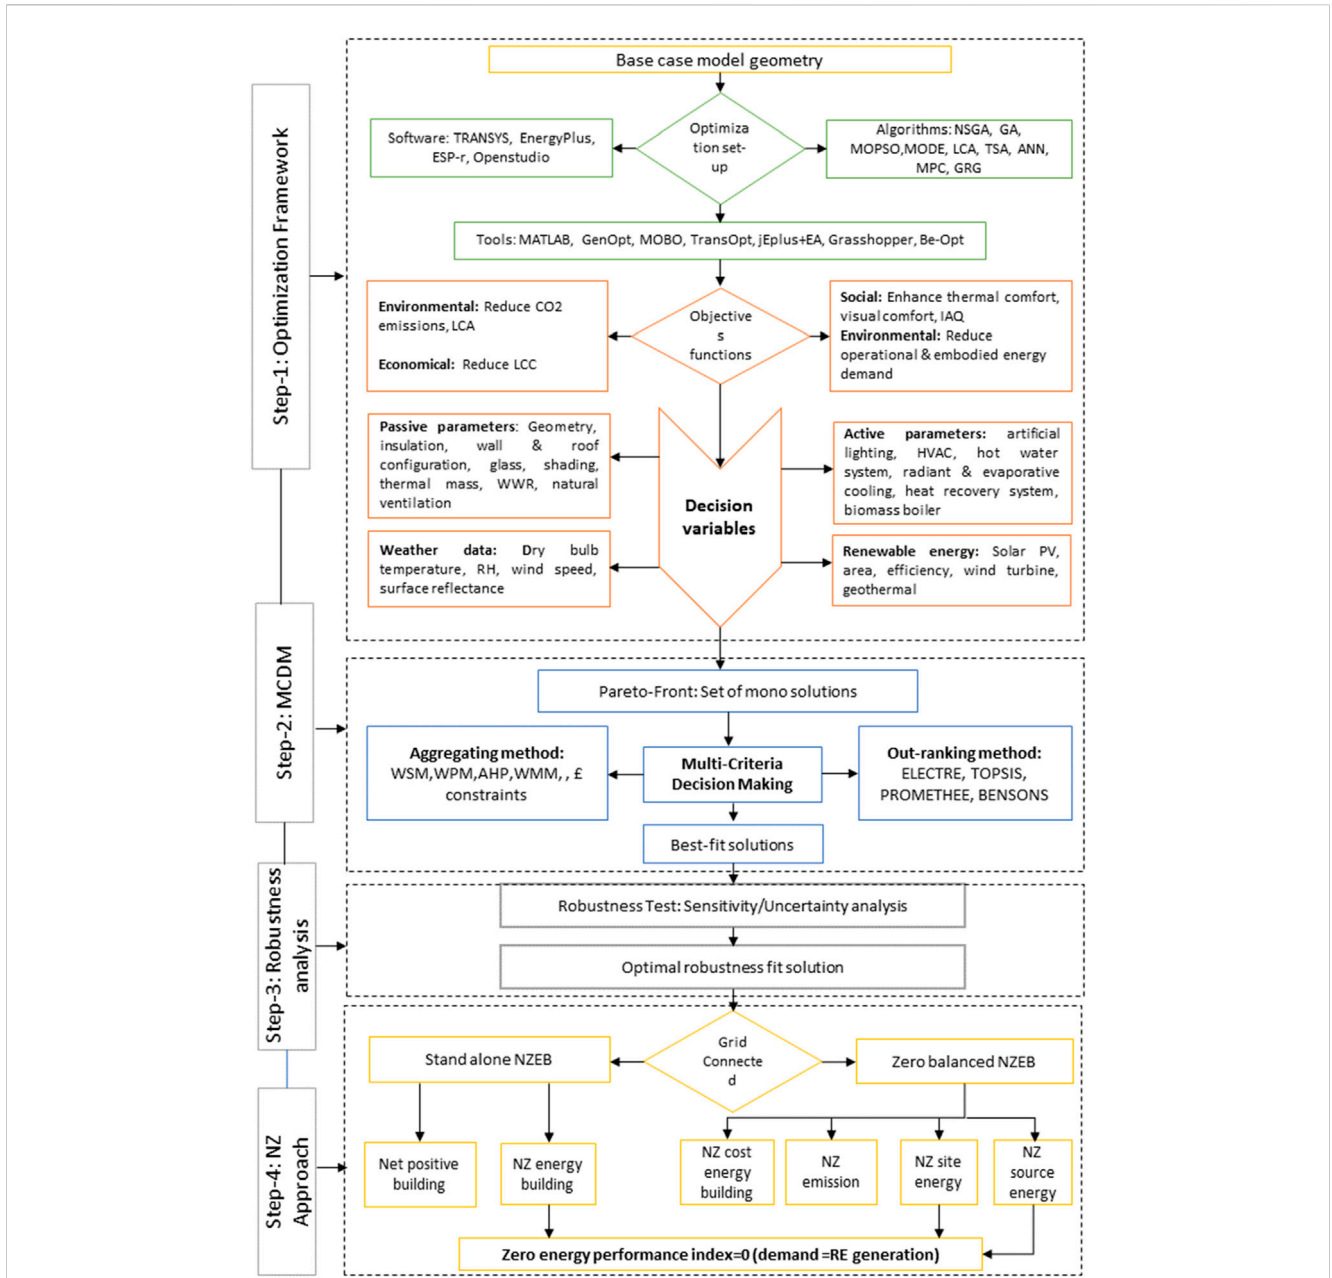 Base case model geometry
Step-1: Optimization Framework
Optimiza
tion set-
up
Software: TRANSYS, EnergyPlus,
ESP-r, Openstudio
Algorithms: NSGA, GA,
MOPSO,MODE, LCA, TSA, ANN,
MPC, GRG
Tools: MATLAB, GenOpt, MOBO, TransOpt, jEplus+EA, Grasshopper, Be-Opt
Environmental: Reduce CO2
emissions, LCA
Economical: Reduce LCC
Objective
s
functions
Social: Enhance thermal comfort,
visual comfort, IAQ
Environmental: Reduce
operational & embodied energy
demand
Passive parameters: Geometry,
insulation, wall & roof
configuration, glass, shading,
thermal mass, WWR, natural
ventilation
Decision
variables
Active parameters: artificial
lighting, HVAC, hot water
system, radiant & evaporative
cooling, heat recovery system,
biomass boiler
Weather data: Dry bulb
temperature, RH, wind speed,
surface reflectance
Renewable energy: Solar PV,
area, efficiency, wind turbine,
geothermal
Step-2: MCDM
Pareto-Front: Set of mono solutions
Aggregating method:
WSM,WPM,AHP,WMM, , £
constraints
Multi-Criteria
Decision Making
Out-ranking method:
ELECTRE, TOPSIS,
PROMETHEE, BENSONS
Best-fit solutions
Step-3: Robustness
analysis
Robustness Test: Sensitivity/Uncertainty analysis
Optimal robustness fit solution
Step-4: NZ
Approach
Stand alone NZEB
Grid
Connecte
d
Zero balanced NZEB
Net positive
building
NZ energy
building
NZ cost
energy
building
NZ
emission
NZ site
energy
NZ
source
energy
Zero energy performance index=0 (demand =RE generation)